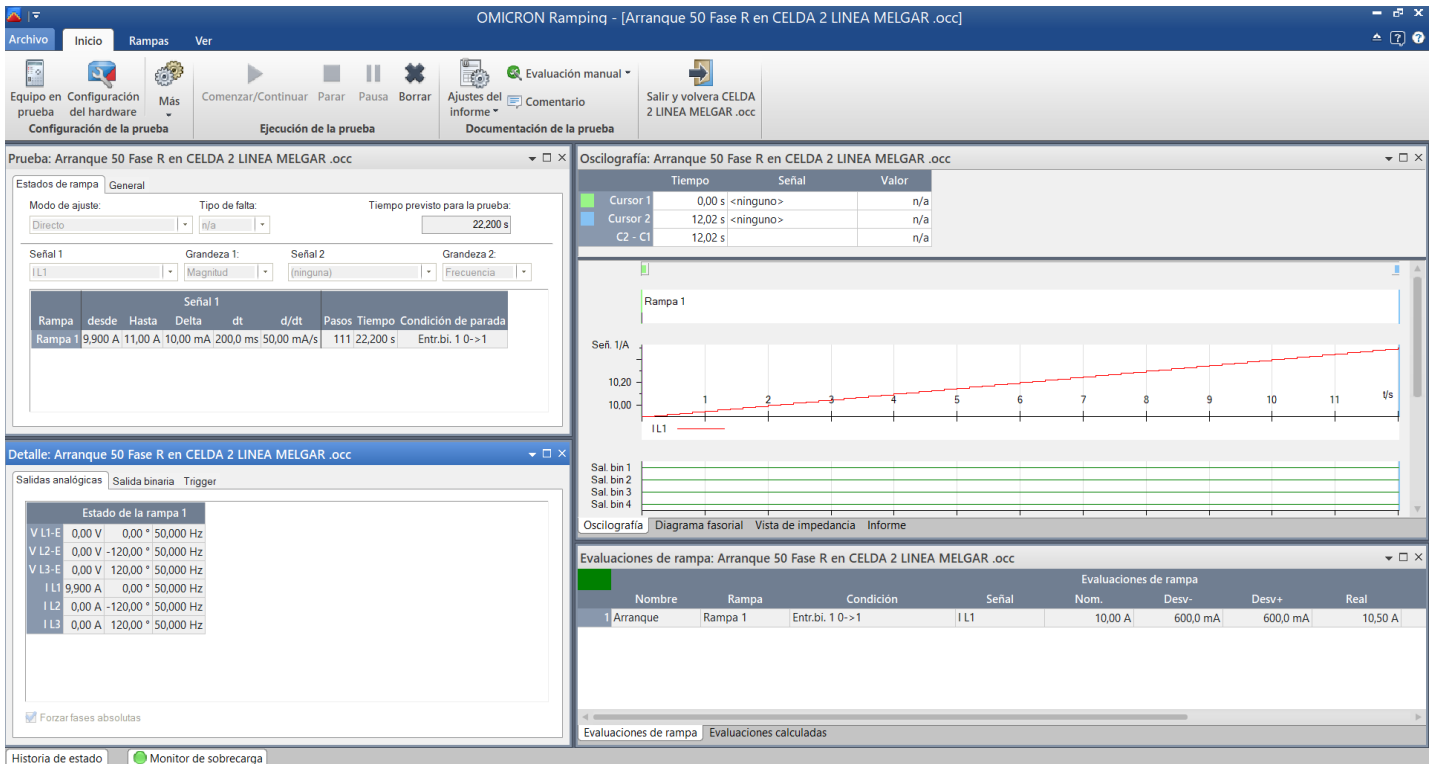 OMICRON Ramping - [Arranque 50 Fase R en CELDA 2 LINEA MELGAR .occ]
Archivo Inicio Rampas Ver
Equipo en prueba
Configuración del hardware
Más
Configuración de la prueba
Comenzar/Continuar Parar Pausa Borrar
Ejecución de la prueba
Ajustes del informe
Evaluación manual
Comentario
Documentación de la prueba
Salir y volvera CELDA
2 LINEA MELGAR .occ
Prueba: Arranque 50 Fase R en CELDA 2 LINEA MELGAR .occ
Estados de rampa General
Modo de ajuste: Tipo de falta: Tiempo previsto para la prueba:
Directo n/a 22,200 s
Señal 1 Grandeza 1: Señal 2 Grandeza 2:
I L1 Magnitud (ninguna) Frecuencia
Señal 1
Rampa desde Hasta Delta dt d/dt Pasos Tiempo Condición de parada
Rampa 1 9,900 A 11,00 A 10,00 mA 200,0 ms 50,00 mA/s 111 22,200 s Entr.bi. 1 0->1
Detalle: Arranque 50 Fase R en CELDA 2 LINEA MELGAR .occ
Salidas analógicas Salida binaria Trigger
Estado de la rampa 1
V L1-E 0,00 V 0,00 ° 50,000 Hz
V L2-E 0,00 V -120,00 ° 50,000 Hz
V L3-E 0,00 V 120,00 ° 50,000 Hz
I L1 9,900 A 0,00 ° 50,000 Hz
I L2 0,00 A -120,00 ° 50,000 Hz
I L3 0,00 A 120,00 ° 50,000 Hz
Forzar fases absolutas
Oscilografía: Arranque 50 Fase R en CELDA 2 LINEA MELGAR .occ
Tiempo Señal Valor
Cursor 1 0,00 s <ninguno> n/a
Cursor 2 12,02 s <ninguno> n/a
C2 - C1 12,02 s n/a
Rampa 1
Señ. 1/A
10,20
10,00
1 2 3 4 5 6 7 8 9 10 11 t/s
I L1
Sal. bin 1
Sal. bin 2
Sal. bin 3
Sal. bin 4
Oscilografía Diagrama fasorial Vista de impedancia Informe
Evaluaciones de rampa: Arranque 50 Fase R en CELDA 2 LINEA MELGAR .occ
Evaluaciones de rampa
Nombre Rampa Condición Señal Nom. Desv- Desv+ Real
1 Arranque Rampa 1 Entr.bi. 1 0->1 I L1 10,00 A 600,0 mA 600,0 mA 10,50 A
Evaluaciones de rampa Evaluaciones calculadas
Historia de estado Monitor de sobrecarga